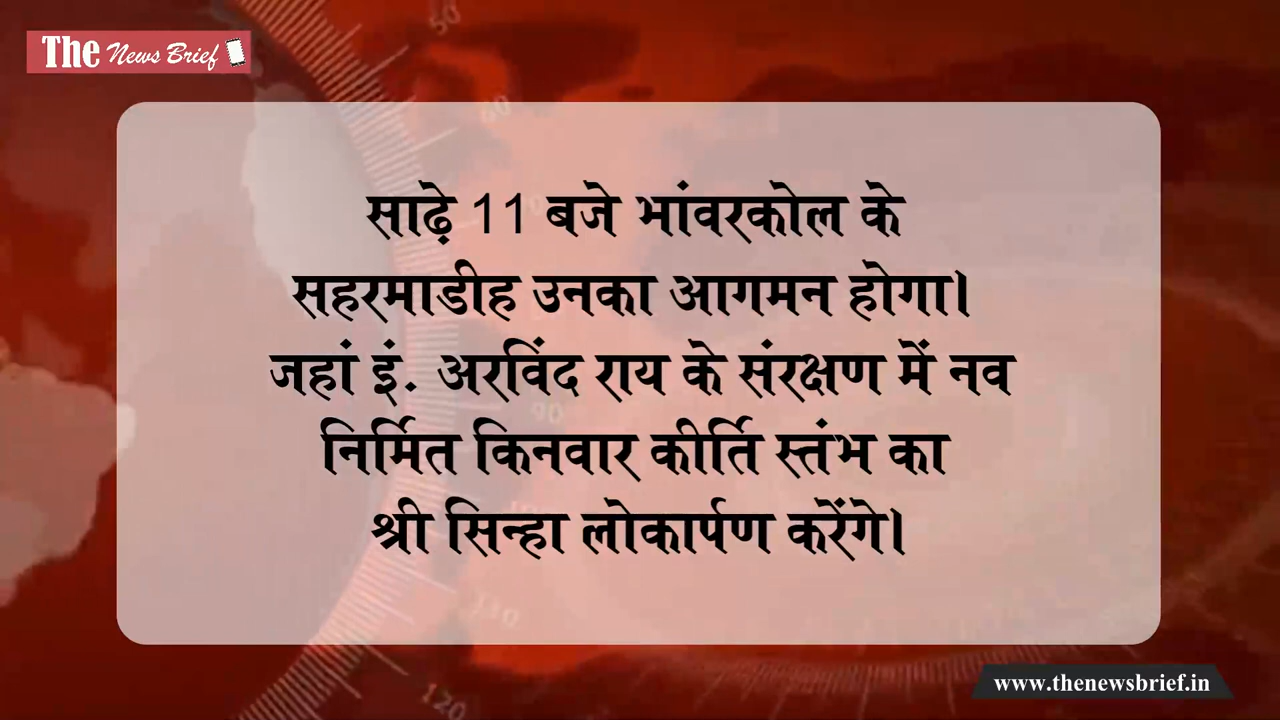 The News Brief
साढ़े 11 बजे भांवरकोल के
सहरमाडीह उनका आगमन होगा।
जहां इं. अरविंद राय के संरक्षण में नव
निर्मित किनवार कीर्ति स्तंभ का
श्री सिन्हा लोकार्पण करेंगे।
www.thenewsbrief.in